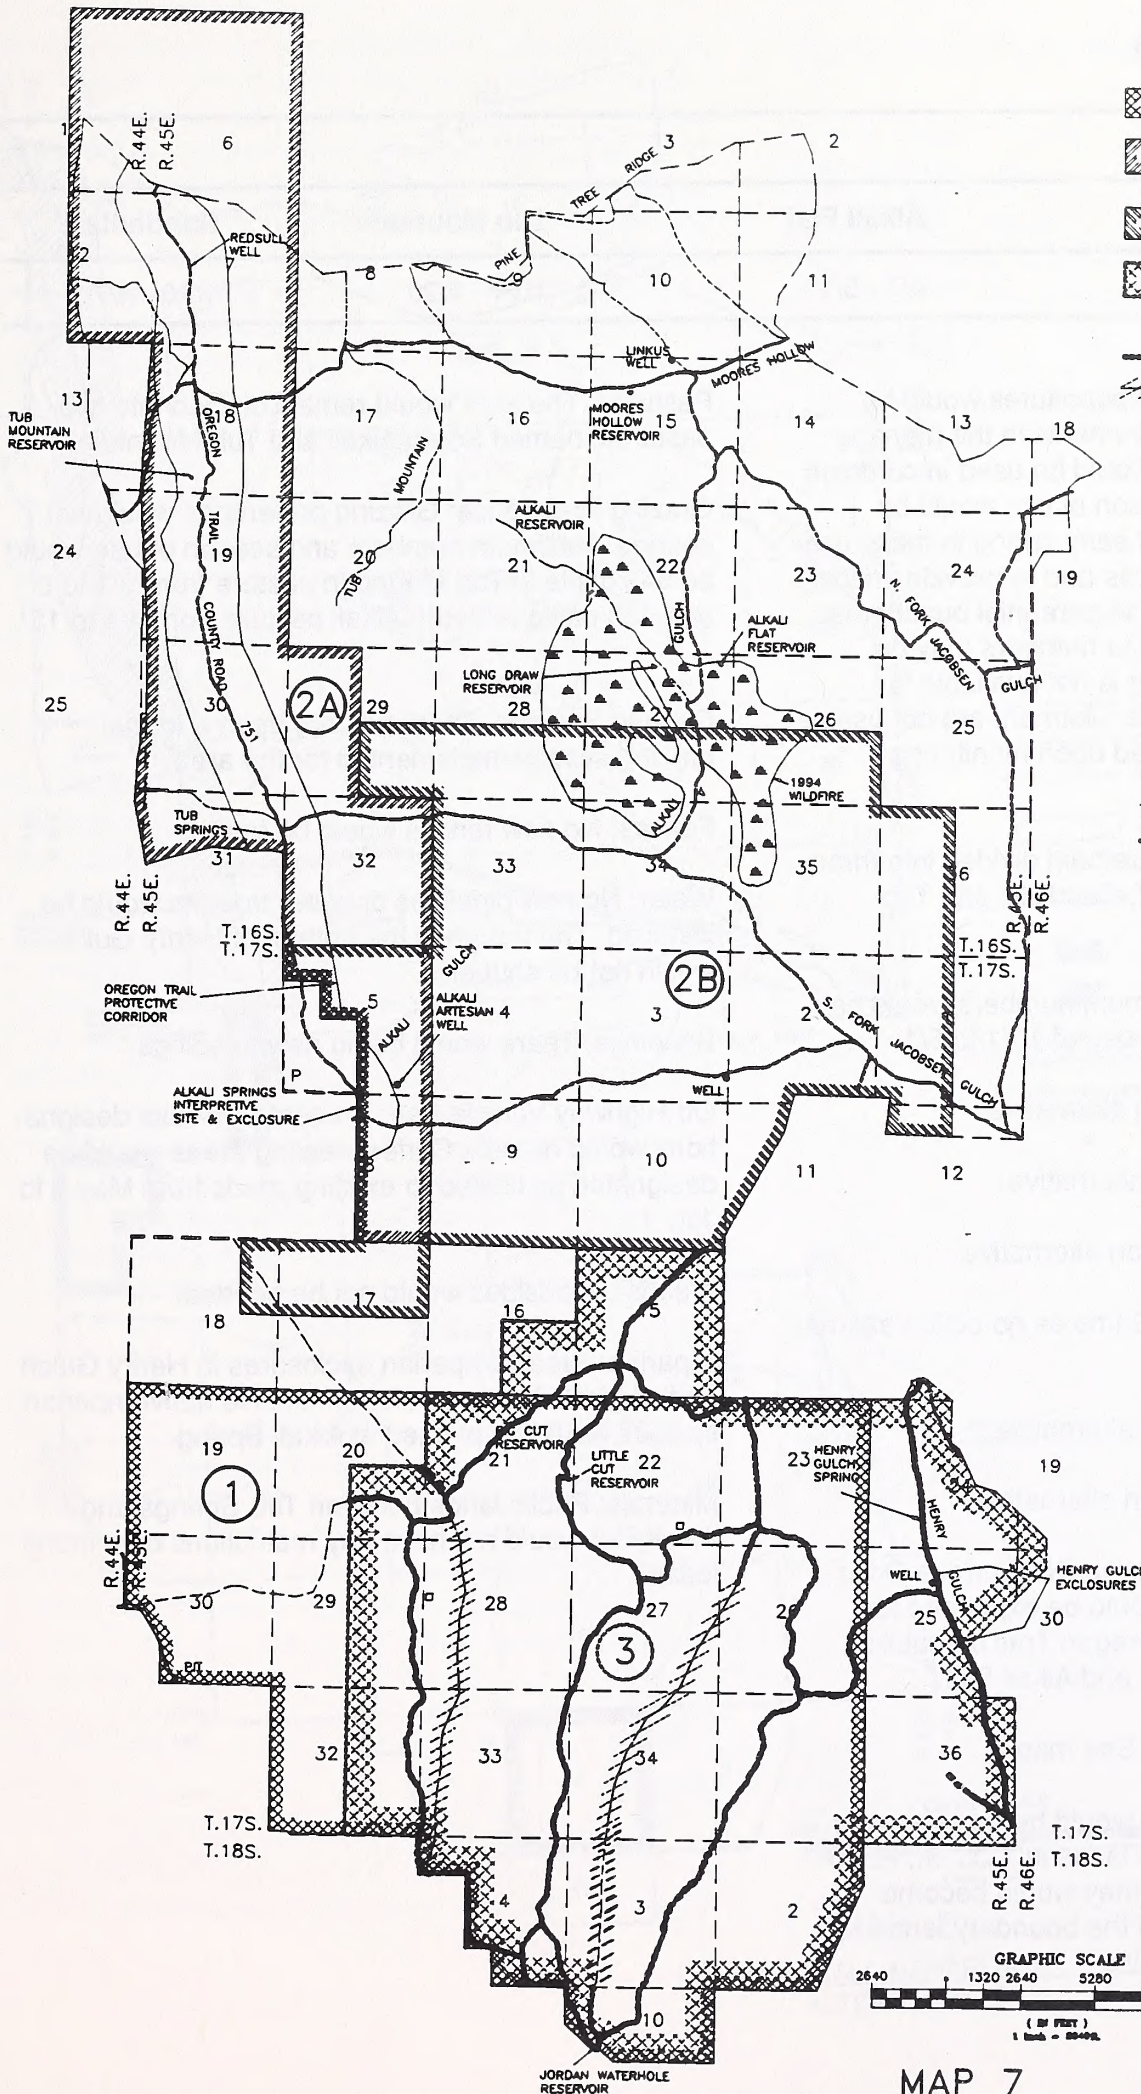 1
R.44E.
R.45E.
6
3
2
RIDGE
TREE
PINE
12
REDSULL
WELL
8
9
10
11
LINKUS
WELL
MOORES HOLLOW
13
TUB
MOUNTAIN
RESERVOIR
18
OREGON
TRAIL
17
MOUNTAIN
TUB
16
MOORES
HOLLOW
RESERVOIR
15
14
13
18
24
19
20
ALKALI
RESERVOIR
21
22
GULCH
23
24
19
N. FORK
JACOBSEN
GULCH
25
COUNTY ROAD
751
30
2A
29
LONG DRAW
RESERVOIR
28
27
ALKALI
FLAT
RESERVOIR
26
25
1994
WILDFIRE
ALKALI
TUB
SPRINGS
31
32
33
34
35
36
R.44E.
R.45E.
R.45E.
R.46E.
T.16S.
T.17S.
T.16S.
T.17S.
OREGON TRAIL
PROTECTIVE
CORRIDOR
5
ALKALI
GULCH
ALKALI
ARTESIAN
WELL
4
3
2B
2
S. FORK
JACOBSEN
GULCH
P
ALKALI SPRINGS
INTERPRETIVE
SITE & EXCLOSURE
WELL
8
9
10
11
12
18
17
16
15
19
1
20
BIG CUT
RESERVOIR
21
LITTLE
CUT
RESERVOIR
22
23
HENRY
GULCH
SPRING
HENRY
GULCH
19
R.44E.
R.45E.
WELL
HENRY GULCH
EXCLOSURES
30
29
28
27
26
25
30
3
PIT
32
33
34
36
T.17S.
T.18S.
T.17S.
T.18S.
R.45E.
R.46E.
4
3
2
10
JORDAN WATERHOLE
RESERVOIR
GRAPHIC SCALE
2640 0 1320 2640 5280
( IN FEET )
1 inch = 2640ft.
MAP 7